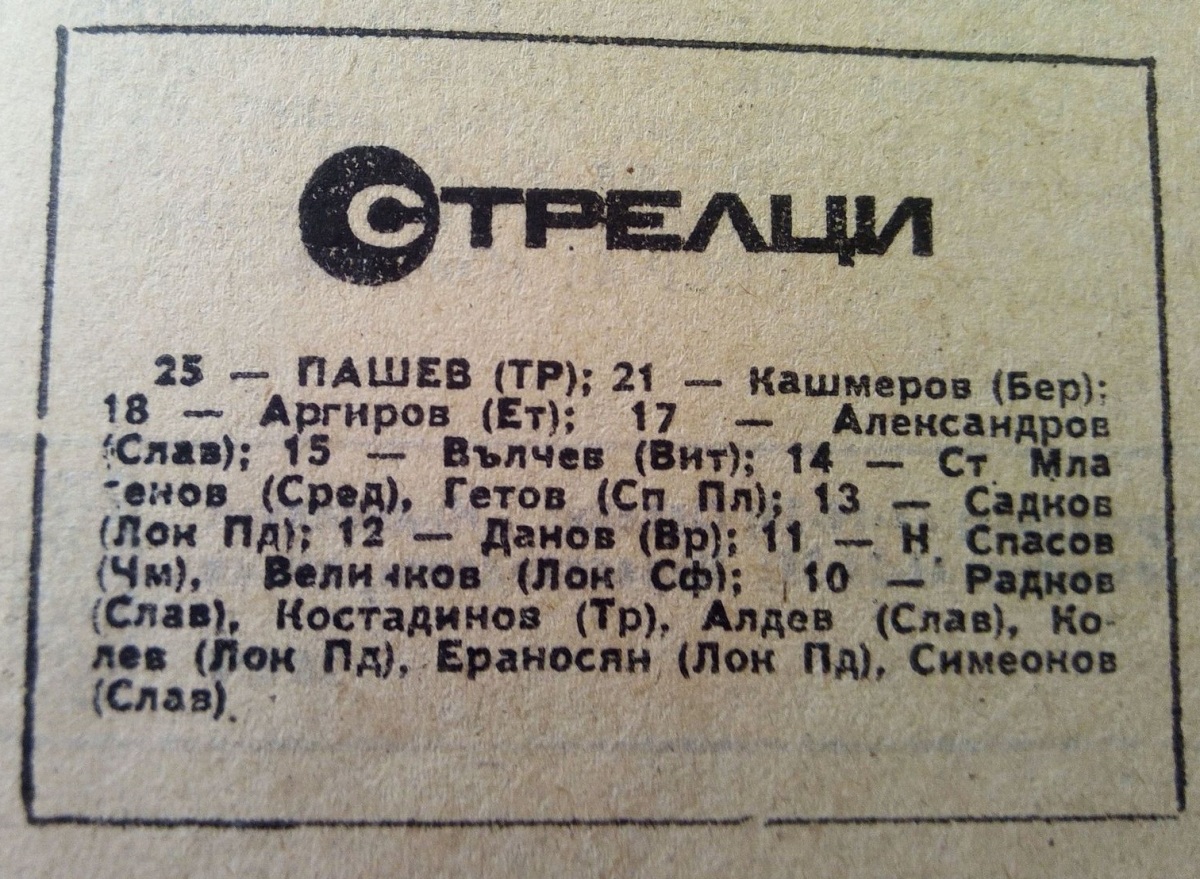 СТРЕЛЦИ
25 — ПАШЕВ (ТР); 21 — Кашмеров (Бер);
18 — Аргиров (Ет); 17 — Александров
(Слав); 15 — Вълчев (Вит); 14 — Ст Мла
денов (Сред), Гетов (Сп Пл); 13 — Садков
(Лок Пд); 12 — Данов (Вр); 11 — Н. Спасов
(Чм), Величков (Лок Сф); 10 — Радков
(Слав), Костадинов (Тр), Алдев (Слав), Ко-
лев (Лок Пд), Ераносян (Лок Пд), Симеонов
(Слав).